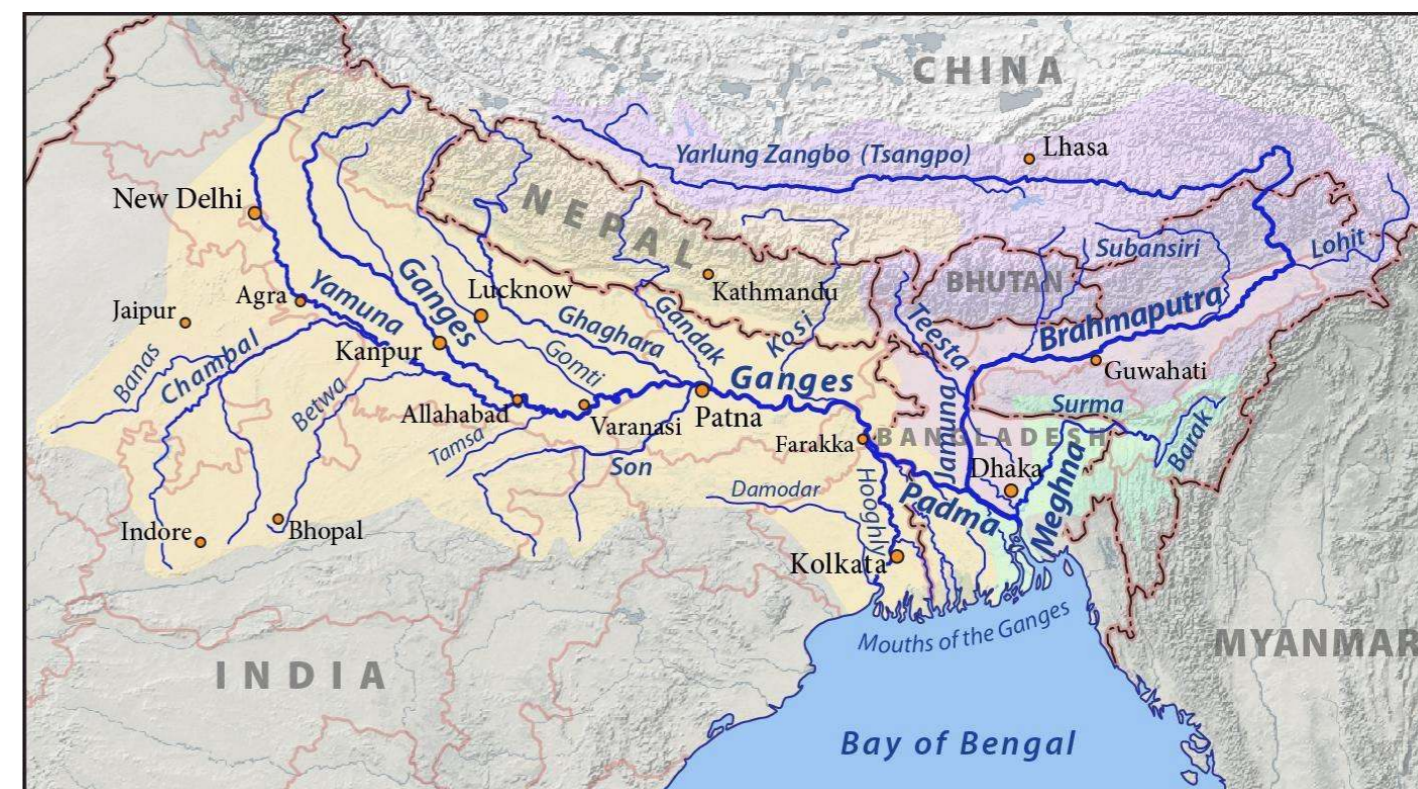 CHINA
Yarlung Zangbo (Tsangpo)
Lhasa
New Delhi
NEPAL
Subansiri
Lohit
BHUTAN
Kathmandu
Agra
Yamuna
Ganges
Lucknow
Jaipur
Ghaghara
Gandak
Kosi
Teesta
Brahmaputra
Banas
Chambal
Kanpur
Gomti
Ganges
Guwahati
Betwa
Allahabad
Varanasi
Patna
Surma
Tamsa
Son
Farakka
BANGLADESH
Jamuna
Barak
Dhaka
Meghna
Damodar
Hooghly
Padma
Indore
Bhopal
Kolkata
Mouths of the Ganges
INDIA
MYANMAR
Bay of Bengal